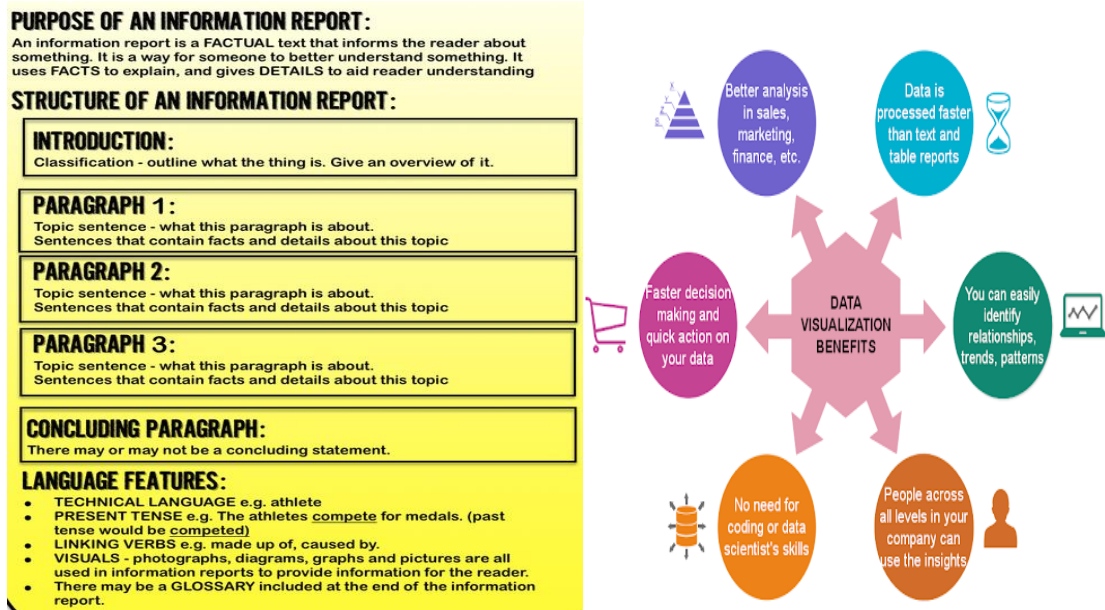 PURPOSE OF AN INFORMATION REPORT:
An information report is a FACTUAL text that informs the reader about
something. It is a way for someone to better understand something. It
uses FACTS to explain, and gives DETAILS to aid reader understanding
STRUCTURE OF AN INFORMATION REPORT:
INTRODUCTION:
Classification - outline what the thing is. Give an overview of it.
PARAGRAPH 1:
Topic sentence - what this paragraph is about.
Sentences that contain facts and details about this topic
PARAGRAPH 2:
Topic sentence - what this paragraph is about.
Sentences that contain facts and details about this topic
PARAGRAPH 3:
Topic sentence - what this paragraph is about.
Sentences that contain facts and details about this topic
CONCLUDING PARAGRAPH:
There may or may not be a concluding statement.
LANGUAGE FEATURES:
• TECHNICAL LANGUAGE e.g. athlete
• PRESENT TENSE e.g. The athletes compete for medals. (past
tense would be competed)
• LINKING VERBS e.g. made up of, caused by.
• VISUALS - photographs, diagrams, graphs and pictures are all
used in information reports to provide information for the reader.
• There may be a GLOSSARY included at the end of the information
report.
Better analysis
in sales,
marketing,
finance, etc.
Data is
processed faster
than text and
table reports
Faster decision
making and
quick action on
your data
DATA
VISUALIZATION
BENEFITS
You can easily
identify
relationships,
trends, patterns
No need for
coding or data
scientist's skills
People across
all levels in your
company can
use the insights